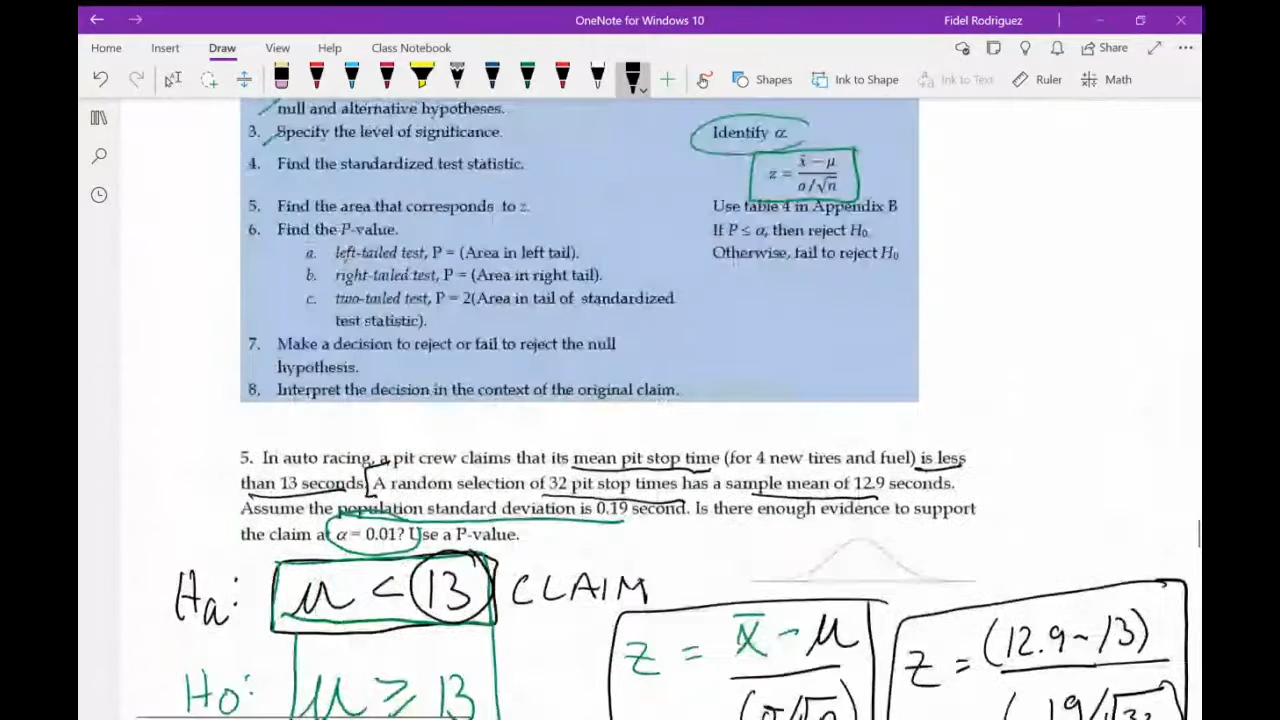 OneNote for Windows 10
Fidel Rodriguez
Home Insert Draw View Help Class Notebook
Share
Shapes Ink to Shape Ink to Text Ruler Math
null and alternative hypotheses.
3. Specify the level of significance. Identify α.
4. Find the standardized test statistic. z = x̄ − μ / σ/√n
5. Find the area that corresponds to z. Use table 4 in Appendix B
6. Find the P-value. If P ≤ α, then reject H₀.
a. left-tailed test, P = (Area in left tail). Otherwise, fail to reject H₀
b. right-tailed test, P = (Area in right tail).
c. two-tailed test, P = 2(Area in tail of standardized
test statistic).
7. Make a decision to reject or fail to reject the null
hypothesis.
8. Interpret the decision in the context of the original claim.
5. In auto racing, a pit crew claims that its mean pit stop time (for 4 new tires and fuel) is less
than 13 seconds. A random selection of 32 pit stop times has a sample mean of 12.9 seconds.
Assume the population standard deviation is 0.19 second. Is there enough evidence to support
the claim at α = 0.01? Use a P-value.
Ha: μ < 13 CLAIM
Ho: μ ≥ 13
z = x̄ − μ / (σ/√n)
z = (12.9 − 13) / (.19/√32)